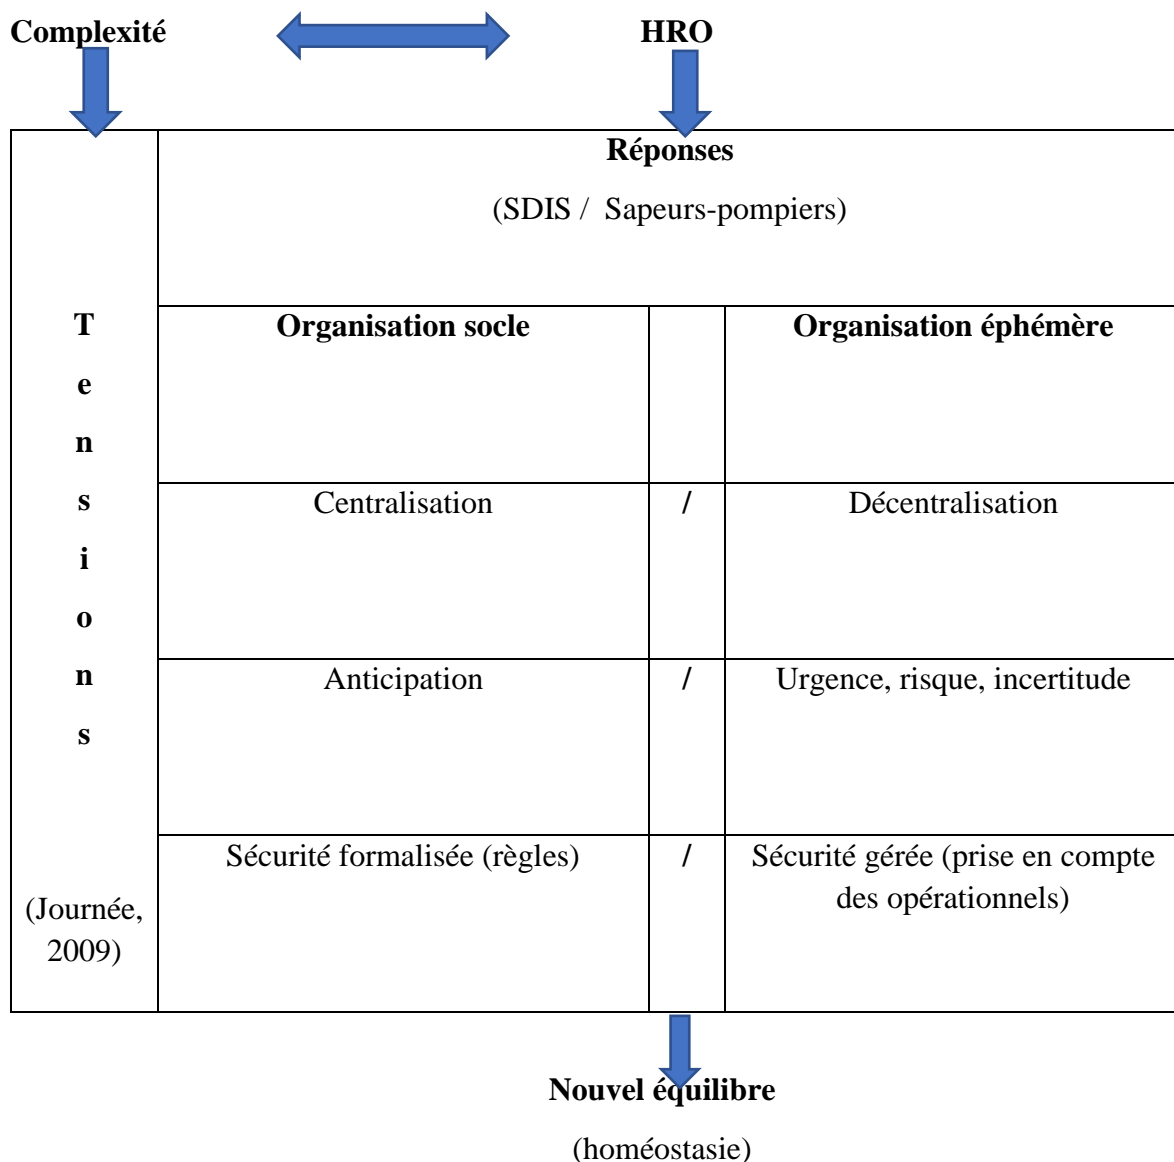 Complexité HRO
Réponses
(SDIS / Sapeurs-pompiers)
Tensions
(Journée,
2009)
Organisation socle Organisation éphémère
Centralisation / Décentralisation
Anticipation / Urgence, risque, incertitude
Sécurité formalisée (règles) / Sécurité gérée (prise en compte
des opérationnels)
Nouvel équilibre
(homéostasie)